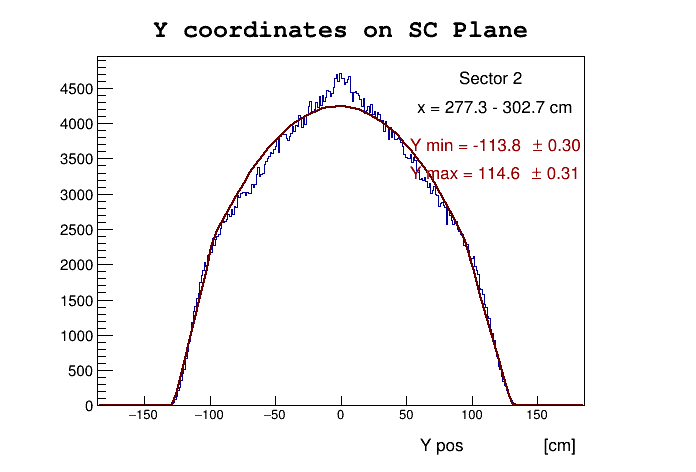 Y coordinates on SC Plane
Sector 2
x = 277.3 - 302.7 cm
Y min = -113.8 ± 0.30
Y max = 114.6 ± 0.31
4500
4000
3500
3000
2500
2000
1500
1000
500
0
−150 −100 −50 0 50 100 150
Y pos [cm]